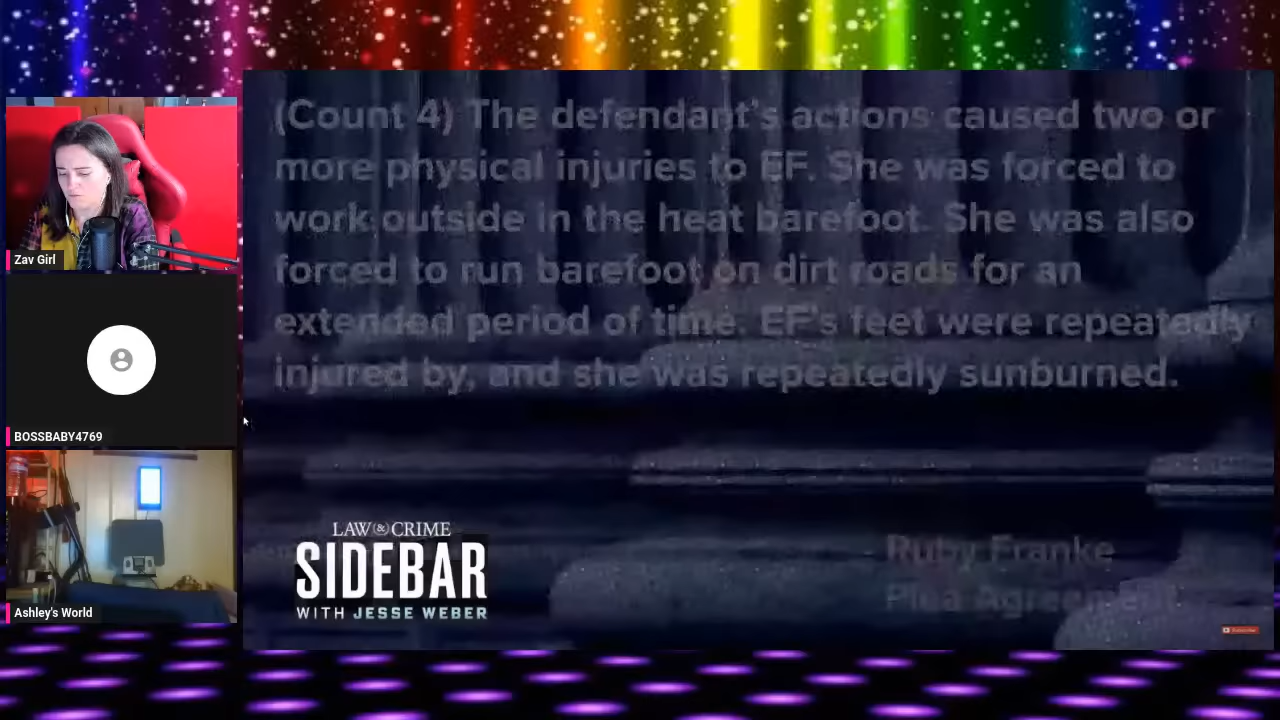 (Count 4) The defendant's actions caused two or
more physical injuries to EF. She was forced to
work outside in the heat barefoot. She was also
forced to run barefoot on dirt roads for an
extended period of time. EF's feet were repeatedly
injured by, and she was repeatedly sunburned.
Zav Girl
BOSSBABY4769
Ashley's World
LAW & CRIME
SIDEBAR
WITH JESSE WEBER
Ruby Franke
Plea Agreement
Subscribe